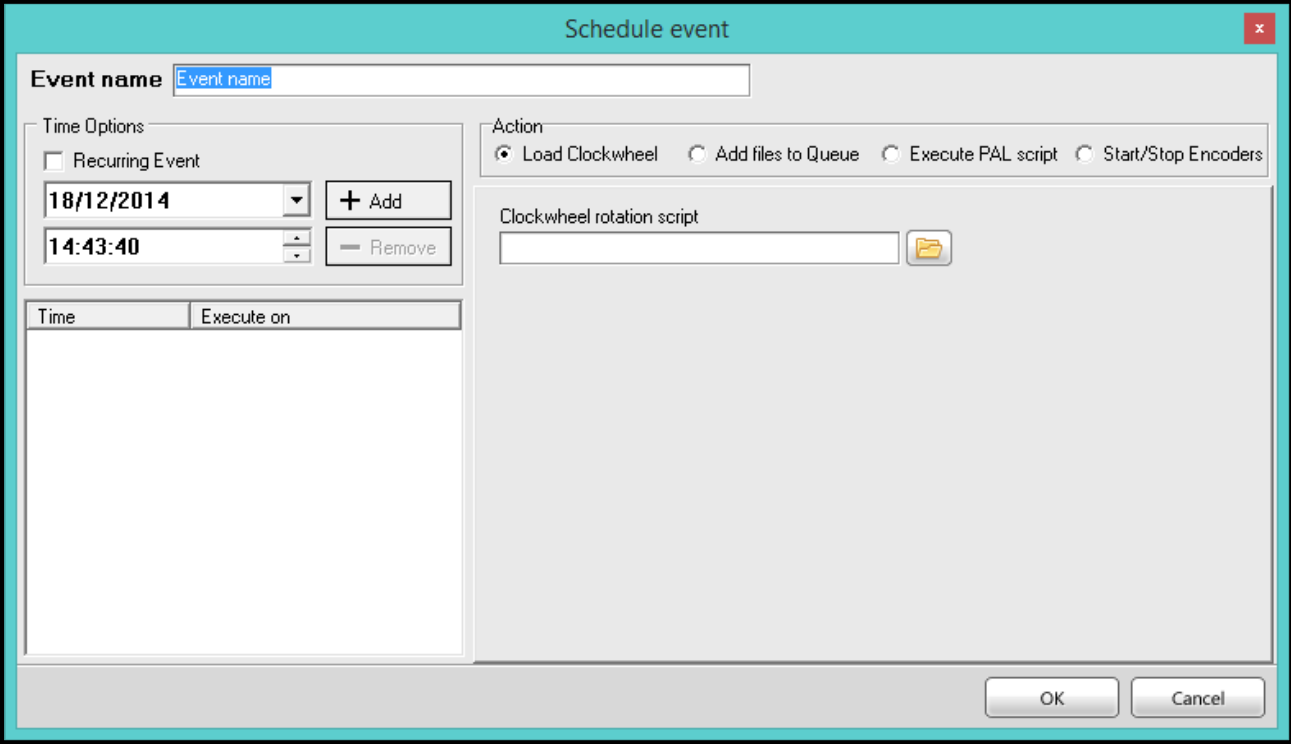 Schedule event
x
Event name Event name
Time Options
Recurring Event
18/12/2014 + Add
14:43:40 Remove
Time Execute on
Action
Load Clockwheel Add files to Queue Execute PAL script Start/Stop Encoders
Clockwheel rotation script
OK Cancel